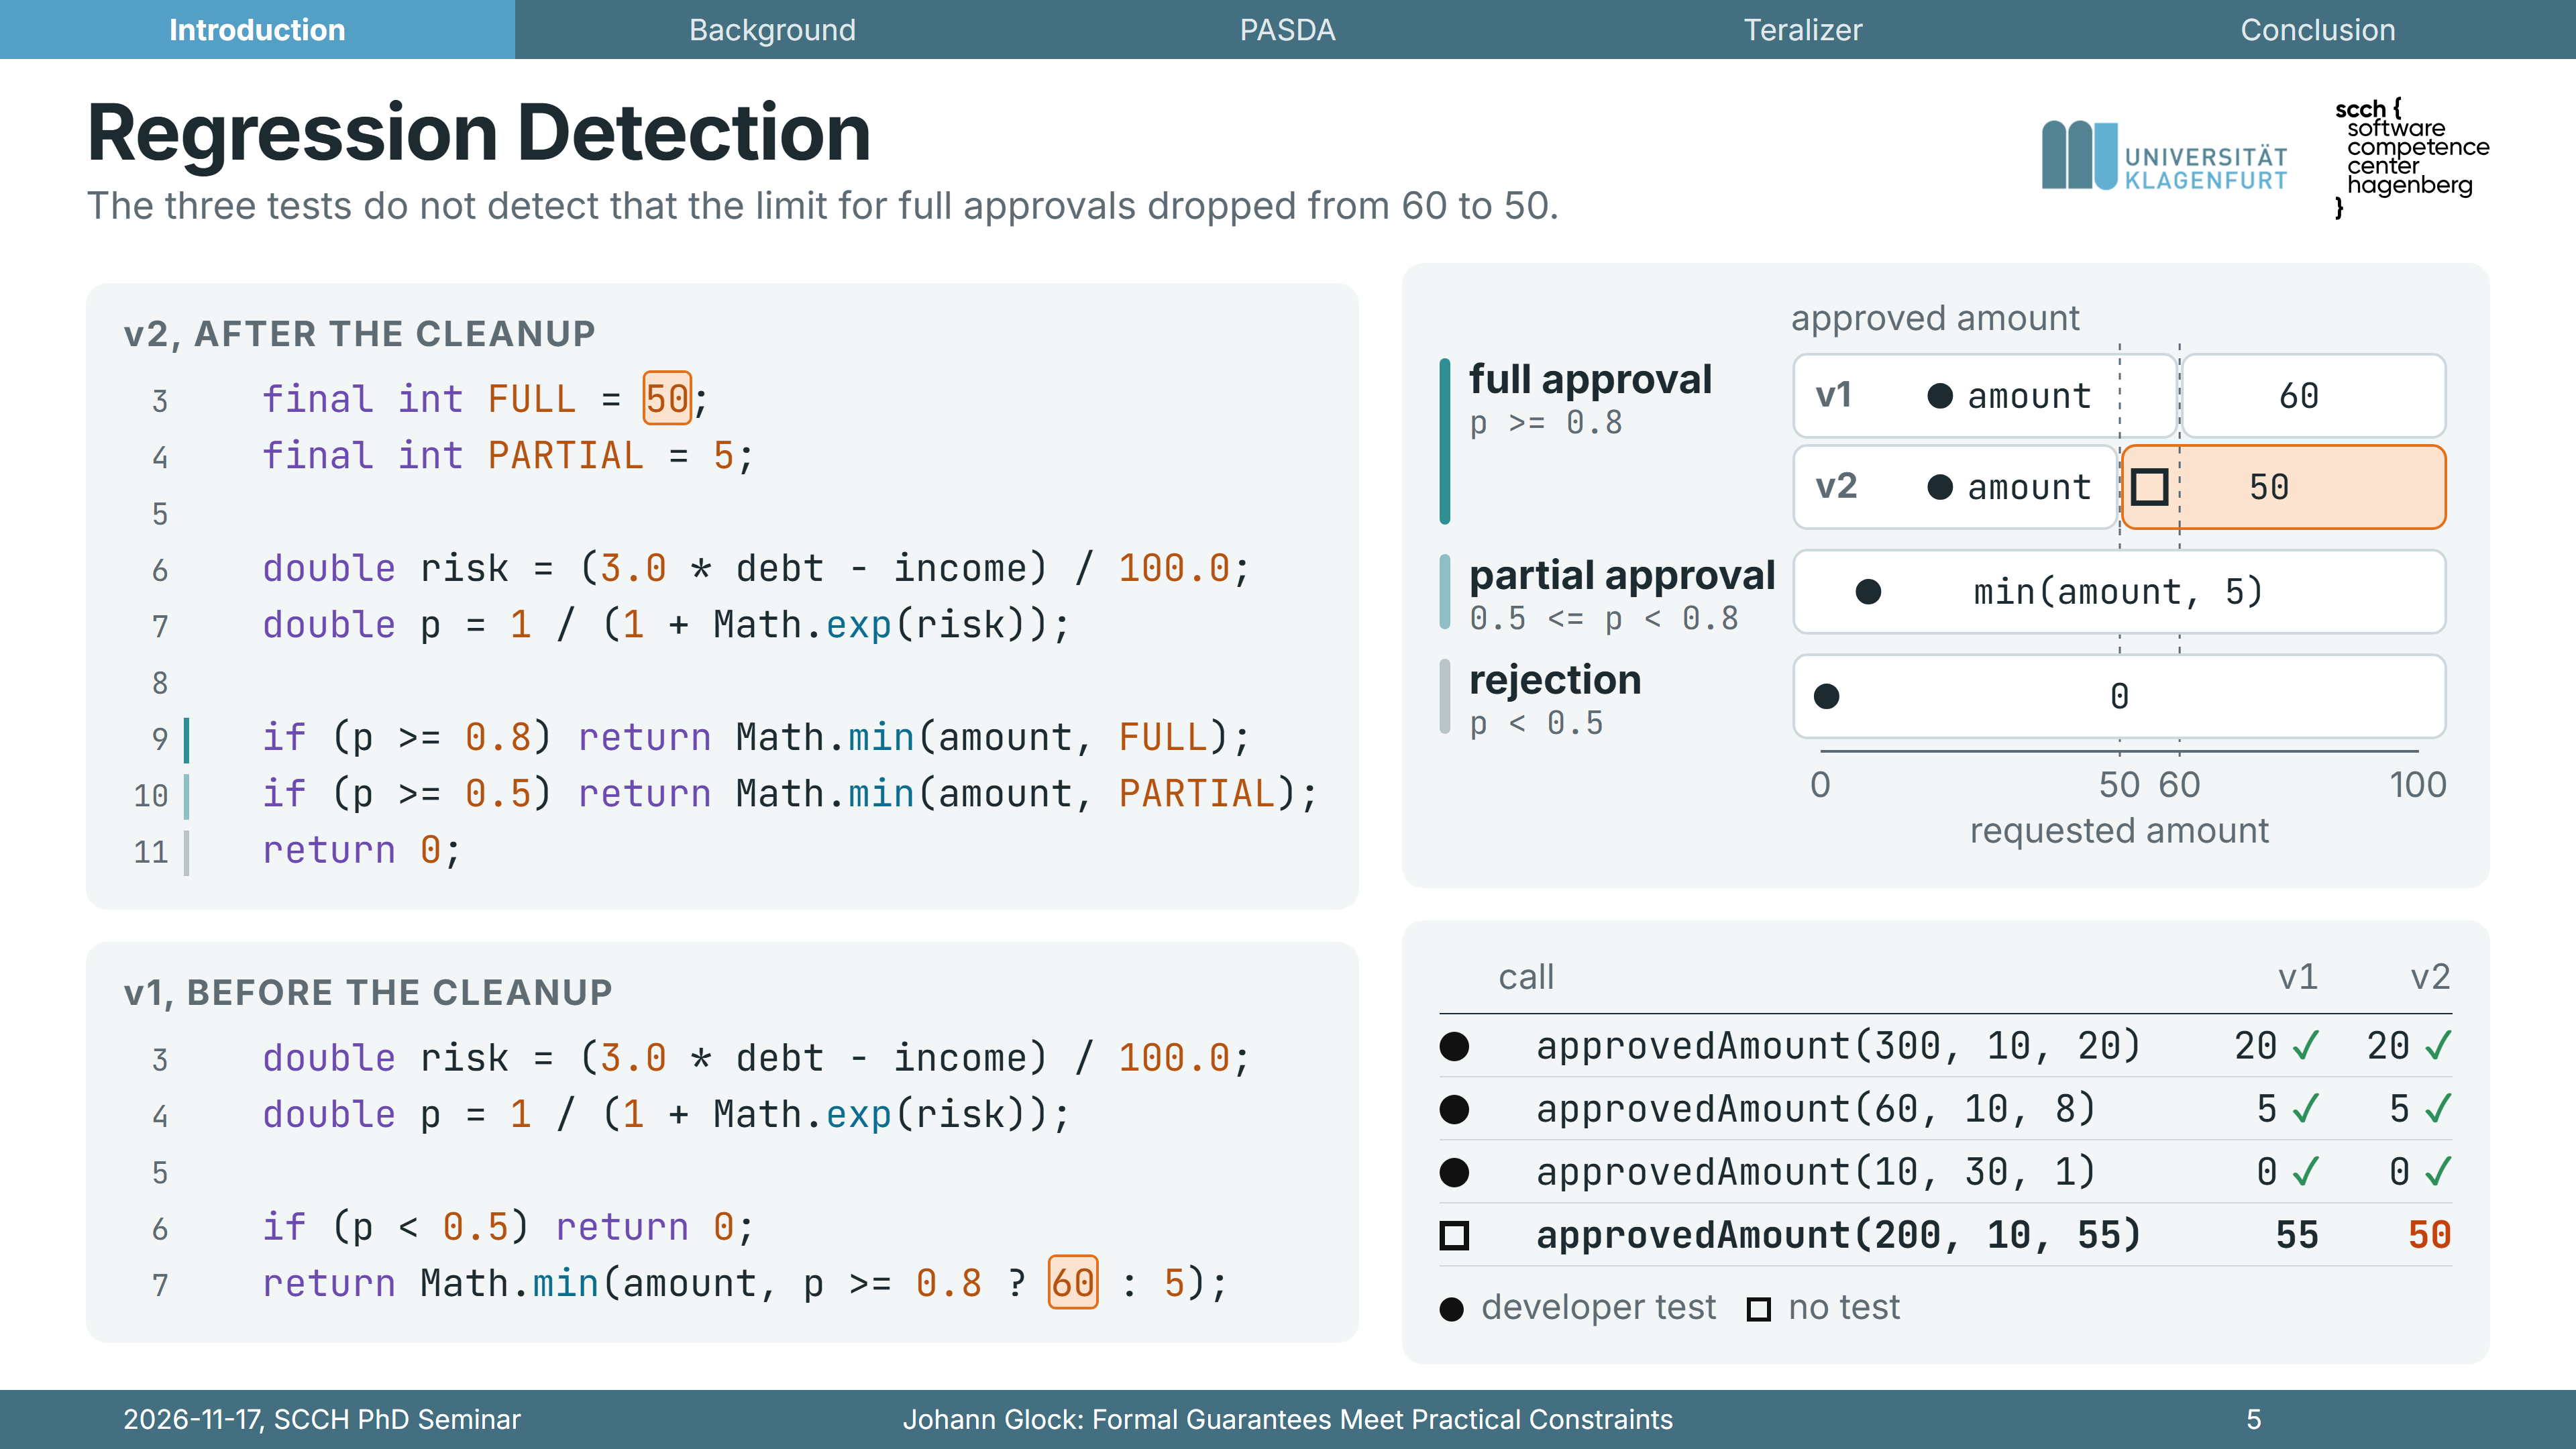 Introduction Background PASDA Teralizer Conclusion
Regression Detection
The three tests do not detect that the limit for full approvals dropped from 60 to 50.
UNIVERSITÄT
KLAGENFURT
scch {
software
competence
center
hagenberg
}
v2, AFTER THE CLEANUP
3 final int FULL = 50;
4 final int PARTIAL = 5;
5
6 double risk = (3.0 * debt - income) / 100.0;
7 double p = 1 / (1 + Math.exp(risk));
8
9 if (p >= 0.8) return Math.min(amount, FULL);
10 if (p >= 0.5) return Math.min(amount, PARTIAL);
11 return 0;
v1, BEFORE THE CLEANUP
3 double risk = (3.0 * debt - income) / 100.0;
4 double p = 1 / (1 + Math.exp(risk));
5
6 if (p < 0.5) return 0;
7 return Math.min(amount, p >= 0.8 ? 60 : 5);
approved amount
full approval
p >= 0.8
v1 amount 60
v2 amount 50
partial approval
0.5 <= p < 0.8
min(amount, 5)
rejection
p < 0.5
0
0 50 60 100
requested amount
call v1 v2
approvedAmount(300, 10, 20) 20 ✓ 20 ✓
approvedAmount(60, 10, 8) 5 ✓ 5 ✓
approvedAmount(10, 30, 1) 0 ✓ 0 ✓
approvedAmount(200, 10, 55) 55 50
developer test no test
2026-11-17, SCCH PhD Seminar Johann Glock: Formal Guarantees Meet Practical Constraints 5